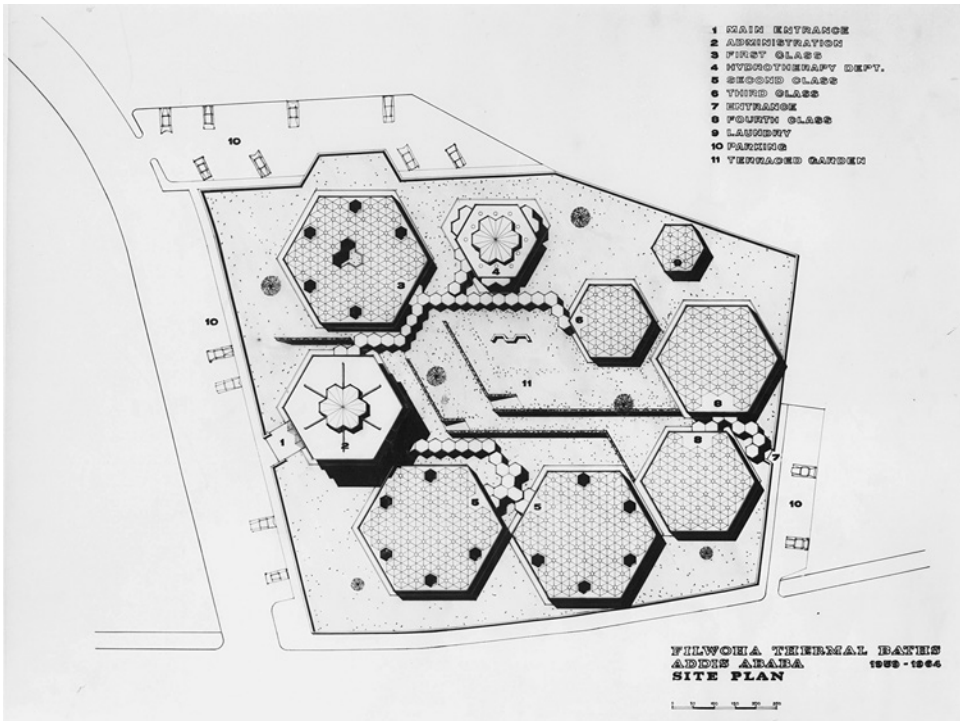 1 MAIN ENTRANCE
2 ADMINISTRATION
3 FIRST CLASS
4 HYDROTHERAPY DEPT.
5 SECOND CLASS
6 THIRD CLASS
7 ENTRANCE
8 FOURTH CLASS
9 LAUNDRY
10 PARKING
11 TERRACED GARDEN
10
4
9
3
10
6
11
8
1
2
8
7
5
5
10
FILWOHA THERMAL BATHS
ADDIS ABABA 1959-1964
SITE PLAN